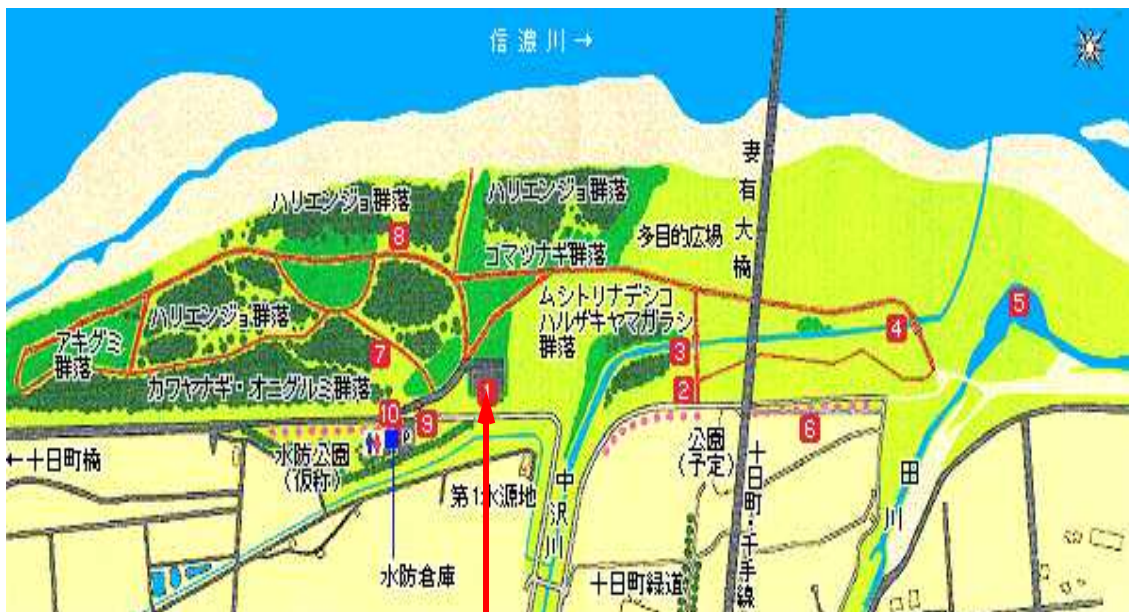 信濃川→
妻有大橋
ハリエンジョ群落
ハリエンジョ群落
8
コマツナギ群落
多目的広場
ムシトリナデシコ
ハルザキヤマガラシ
群落
5
ハリエンジョ群落
4
アキグミ
群落
7
3
カワヤナギ・オニグルミ群落
1
2
10
9
6
P
←十日町橋
水防公園
(仮称)
公園
(予定)
第1水源地
中沢川
十日町・千手線
田川
水防倉庫
十日町緑道